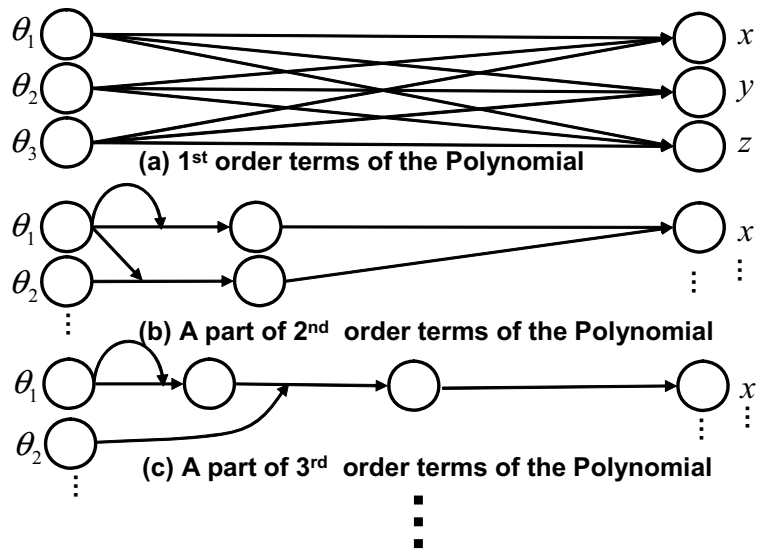 θ₁ x
θ₂ y
θ₃ z
(a) 1st order terms of the Polynomial
θ₁ x
θ₂
(b) A part of 2nd order terms of the Polynomial
θ₁ x
θ₂
(c) A part of 3rd order terms of the Polynomial